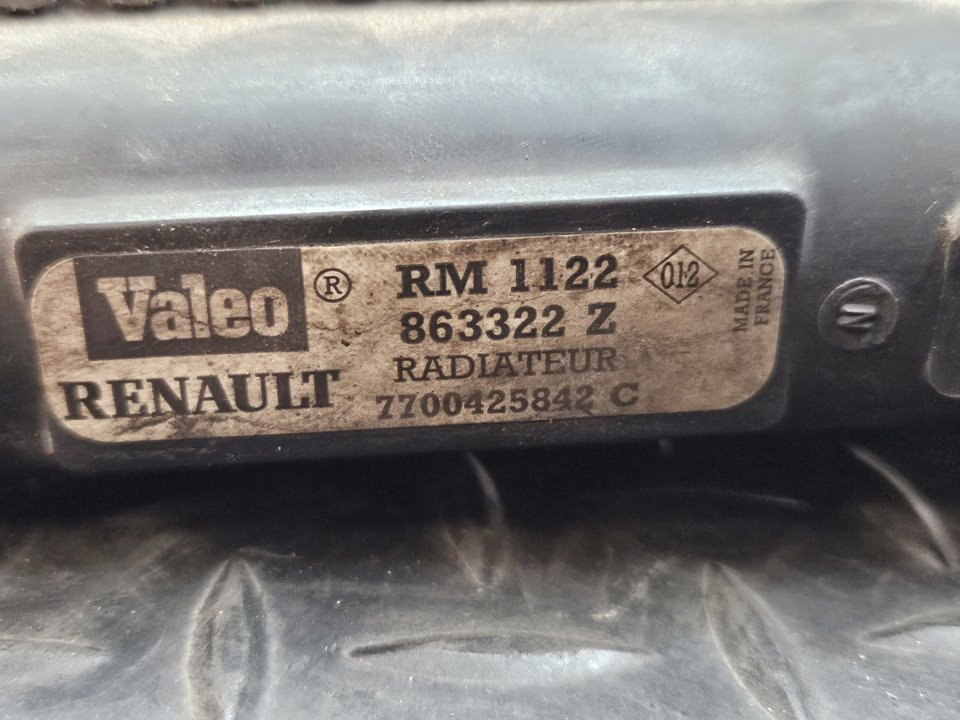 Valeo ®
RENAULT
RM 1122
863322 Z
RADIATEUR
7700425842 C
012
MADE IN
FRANCE